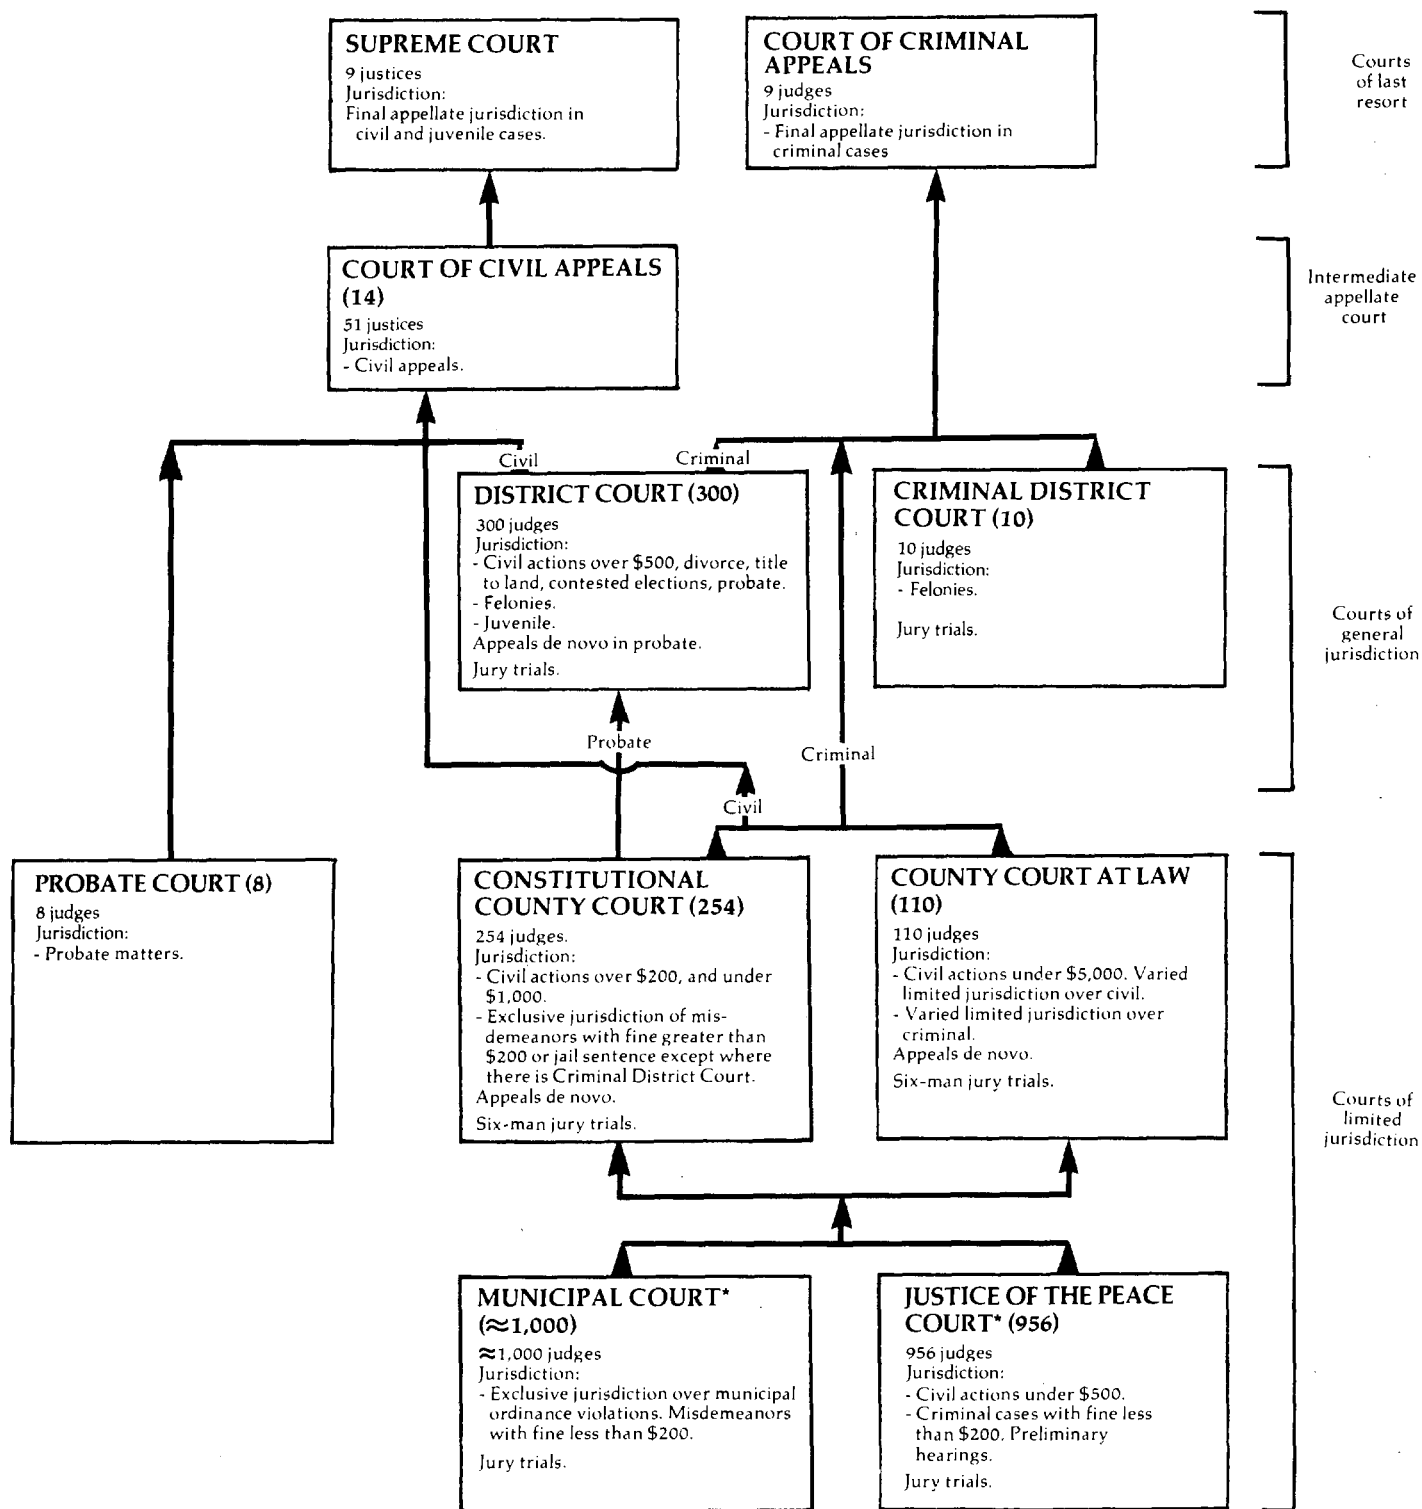 SUPREME COURT
9 justices
Jurisdiction:
Final appellate jurisdiction in
civil and juvenile cases.
COURT OF CRIMINAL
APPEALS
9 judges
Jurisdiction:
- Final appellate jurisdiction in
criminal cases
Courts
of last
resort
COURT OF CIVIL APPEALS
(14)
51 justices
Jurisdiction:
- Civil appeals.
Intermediate
appellate
court
Civil
Criminal
DISTRICT COURT (300)
300 judges
Jurisdiction:
- Civil actions over $500, divorce, title
to land, contested elections, probate.
- Felonies.
- Juvenile.
Appeals de novo in probate.
Jury trials.
CRIMINAL DISTRICT
COURT (10)
10 judges
Jurisdiction:
- Felonies.
Jury trials.
Courts of
general
jurisdiction
Probate
Criminal
Civil
PROBATE COURT (8)
8 judges
Jurisdiction:
- Probate matters.
CONSTITUTIONAL
COUNTY COURT (254)
254 judges.
Jurisdiction:
- Civil actions over $200, and under
$1,000.
- Exclusive jurisdiction of mis-
demeanors with fine greater than
$200 or jail sentence except where
there is Criminal District Court.
Appeals de novo.
Six-man jury trials.
COUNTY COURT AT LAW
(110)
110 judges
Jurisdiction:
- Civil actions under $5,000. Varied
limited jurisdiction over civil.
- Varied limited jurisdiction over
criminal.
Appeals de novo.
Six-man jury trials.
Courts of
limited
jurisdiction
MUNICIPAL COURT*
(≈1,000)
≈1,000 judges
Jurisdiction:
- Exclusive jurisdiction over municipal
ordinance violations. Misdemeanors
with fine less than $200.
Jury trials.
JUSTICE OF THE PEACE
COURT* (956)
956 judges
Jurisdiction:
- Civil actions under $500.
- Criminal cases with fine less
than $200. Preliminary
hearings.
Jury trials.